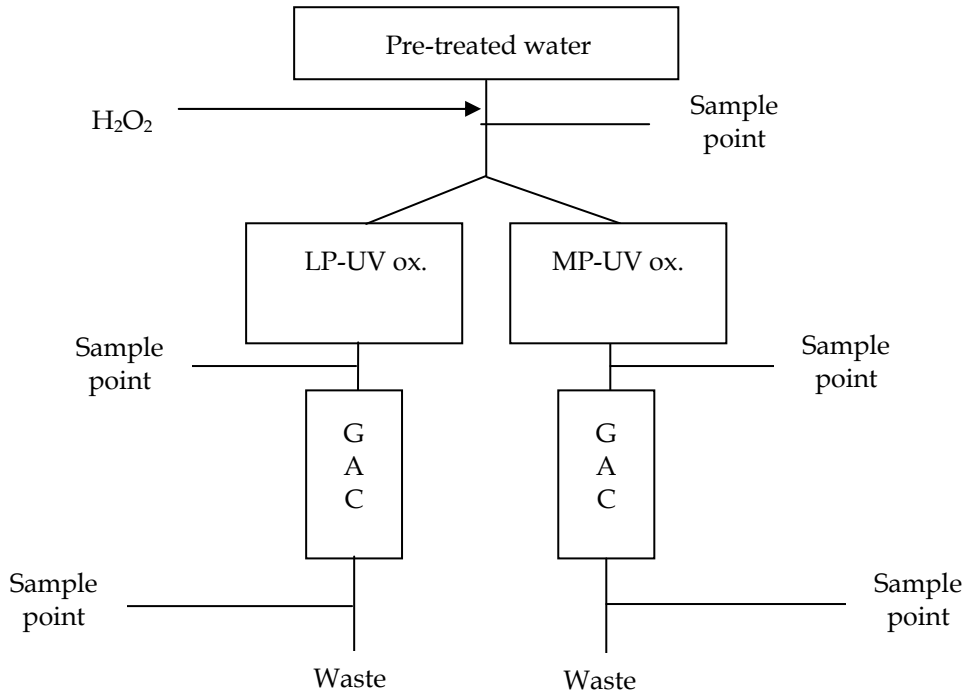 Pre-treated water
H₂O₂
Sample
point
LP-UV ox.
MP-UV ox.
Sample
point
Sample
point
G
A
C
G
A
C
Sample
point
Sample
point
Waste
Waste